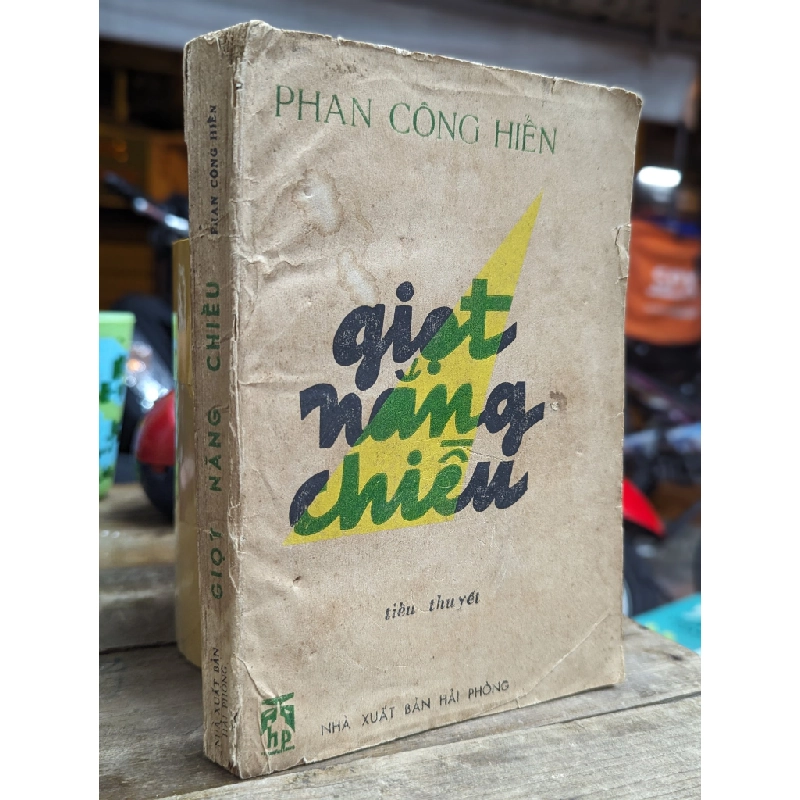 PHAN CÔNG HIẾN
giọt
nắng
chiều
tiểu thuyết
NHÀ XUẤT BẢN HẢI PHÒNG
hp
PHAN CÔNG HIẾN
GIỌT NẮNG CHIỀU
NHÀ XUẤT BẢN
HẢI PHÒNG